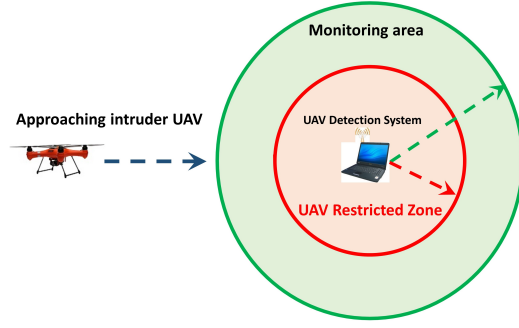 Monitoring area
Approaching intruder UAV
UAV Detection System
UAV Restricted Zone